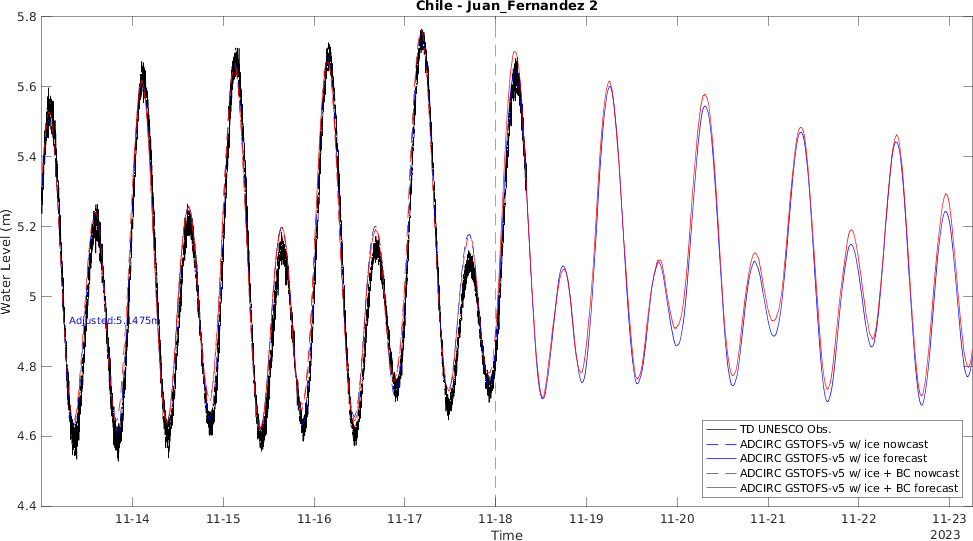 Chile - Juan_Fernandez 2
5.8
5.6
5.4
5.2
5
4.8
4.6
4.4
Water Level (m)
Adjusted:5.1475m
TD UNESCO Obs.
ADCIRC GSTOFS-v5 w/ ice nowcast
ADCIRC GSTOFS-v5 w/ ice forecast
ADCIRC GSTOFS-v5 w/ ice + BC nowcast
ADCIRC GSTOFS-v5 w/ ice + BC forecast
11-14 11-15 11-16 11-17 11-18 11-19 11-20 11-21 11-22 11-23
Time
2023